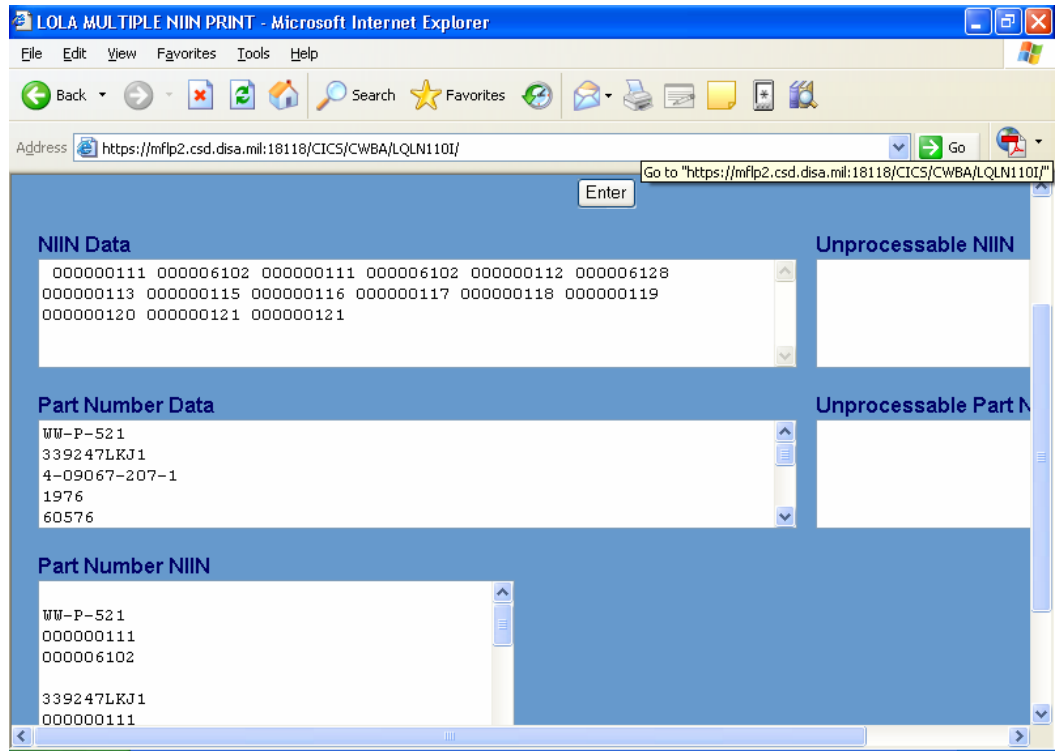 LOLA MULTIPLE NIIN PRINT - Microsoft Internet Explorer
File Edit View Favorites Tools Help
Back Search Favorites
Address https://mflp2.csd.disa.mil:18118/CICS/CWBA/LQLN110I/ Go
Go to "https://mflp2.csd.disa.mil:18118/CICS/CWBA/LQLN110I/"
Enter
NIIN Data
000000111 000006102 000000111 000006102 000000112 000006128
000000113 000000115 000000116 000000117 000000118 000000119
000000120 000000121 000000121
Unprocessable NIIN
Part Number Data
WW-P-521
339247LKJ1
4-09067-207-1
1976
60576
Unprocessable Part N
Part Number NIIN
WW-P-521
000000111
000006102
339247LKJ1
000000111